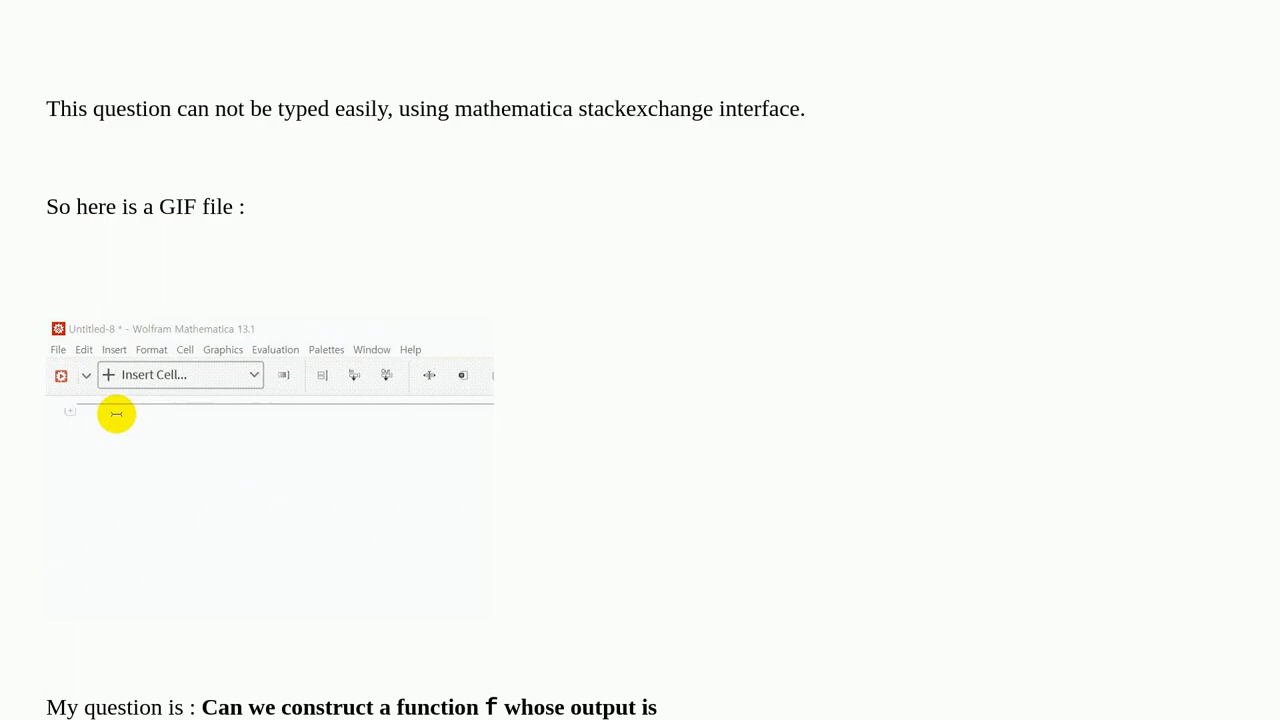 This question can not be typed easily, using mathematica stackexchange interface.
So here is a GIF file :
Untitled-8 * - Wolfram Mathematica 13.1
File Edit Insert Format Cell Graphics Evaluation Palettes Window Help
Insert Cell...
My question is : Can we construct a function f whose output is